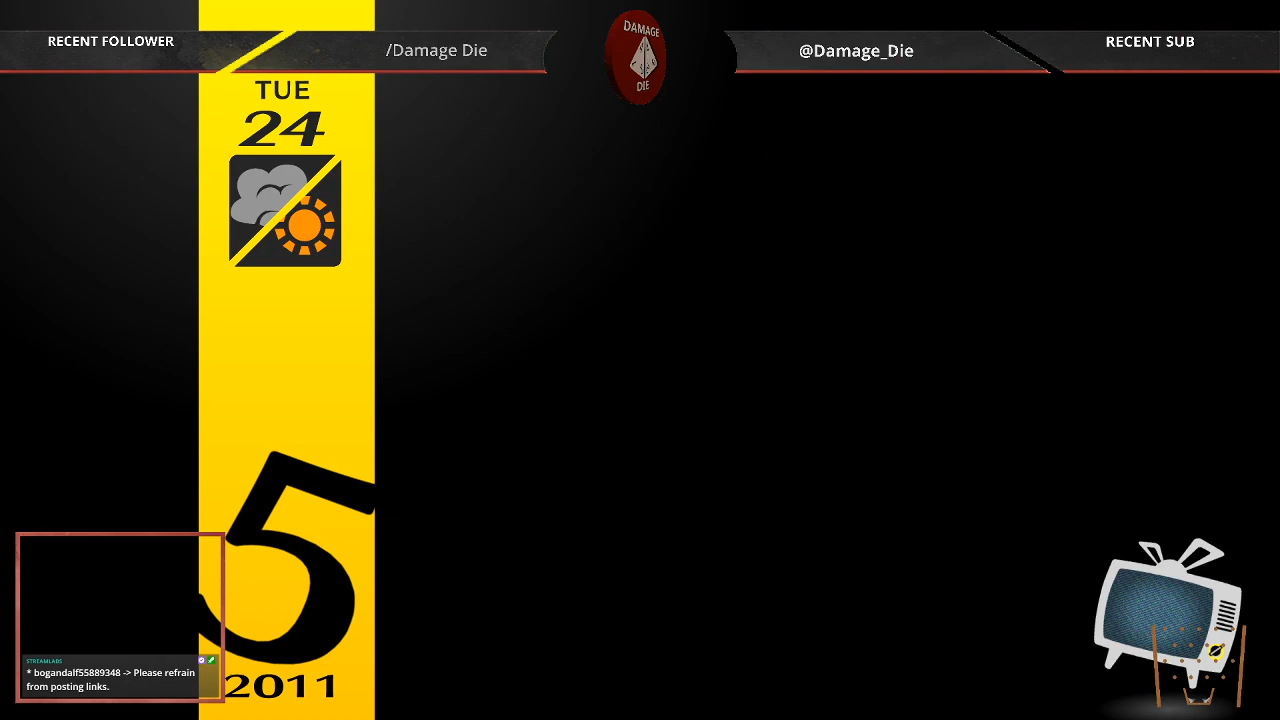 RECENT FOLLOWER
/Damage Die
DAMAGE
DIE
@Damage_Die
RECENT SUB
TUE
24
5
2011
STREAMLABS
* bogandalf55889348 -> Please refrain
from posting links.